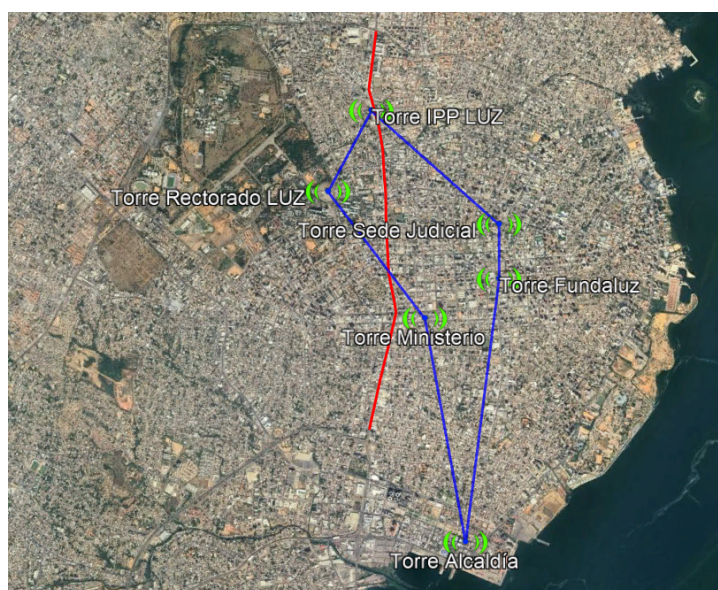 Torre IPP LUZ
Torre Rectorado LUZ
Torre Sede Judicial
Torre Fundaluz
Torre Ministerio
Torre Alcaldía